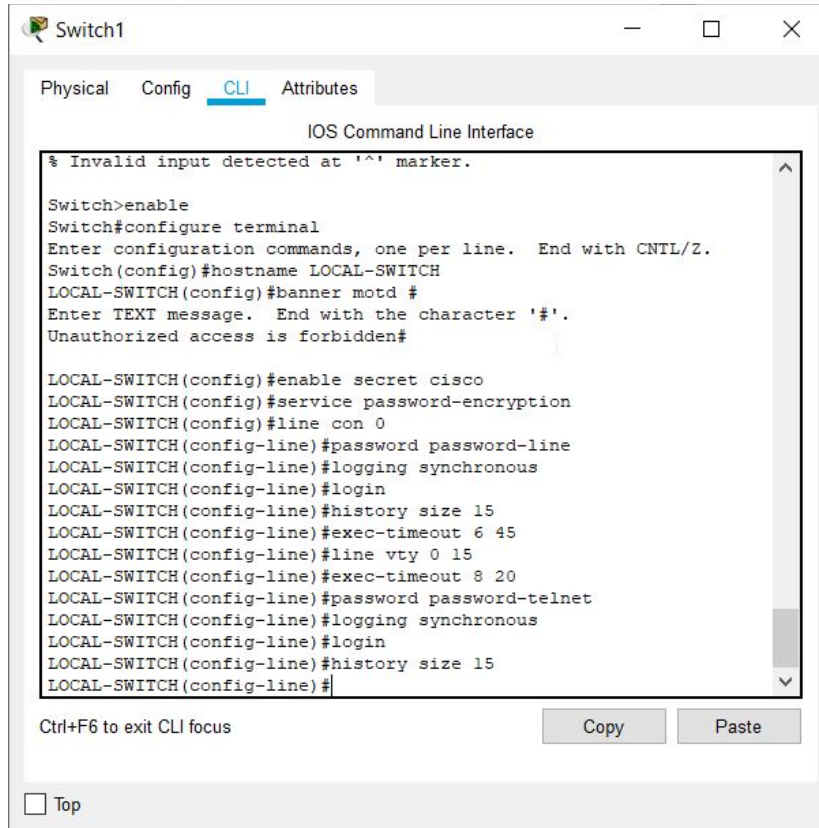 Switch1
Physical Config CLI Attributes
IOS Command Line Interface
% Invalid input detected at '^' marker.
Switch>enable
Switch#configure terminal
Enter configuration commands, one per line.  End with CNTL/Z.
Switch(config)#hostname LOCAL-SWITCH
LOCAL-SWITCH(config)#banner motd #
Enter TEXT message.  End with the character '#'.
Unauthorized access is forbidden#
LOCAL-SWITCH(config)#enable secret cisco
LOCAL-SWITCH(config)#service password-encryption
LOCAL-SWITCH(config)#line con 0
LOCAL-SWITCH(config-line)#password password-line
LOCAL-SWITCH(config-line)#logging synchronous
LOCAL-SWITCH(config-line)#login
LOCAL-SWITCH(config-line)#history size 15
LOCAL-SWITCH(config-line)#exec-timeout 6 45
LOCAL-SWITCH(config-line)#line vty 0 15
LOCAL-SWITCH(config-line)#exec-timeout 8 20
LOCAL-SWITCH(config-line)#password password-telnet
LOCAL-SWITCH(config-line)#logging synchronous
LOCAL-SWITCH(config-line)#login
LOCAL-SWITCH(config-line)#history size 15
LOCAL-SWITCH(config-line)#
Ctrl+F6 to exit CLI focus Copy Paste
Top